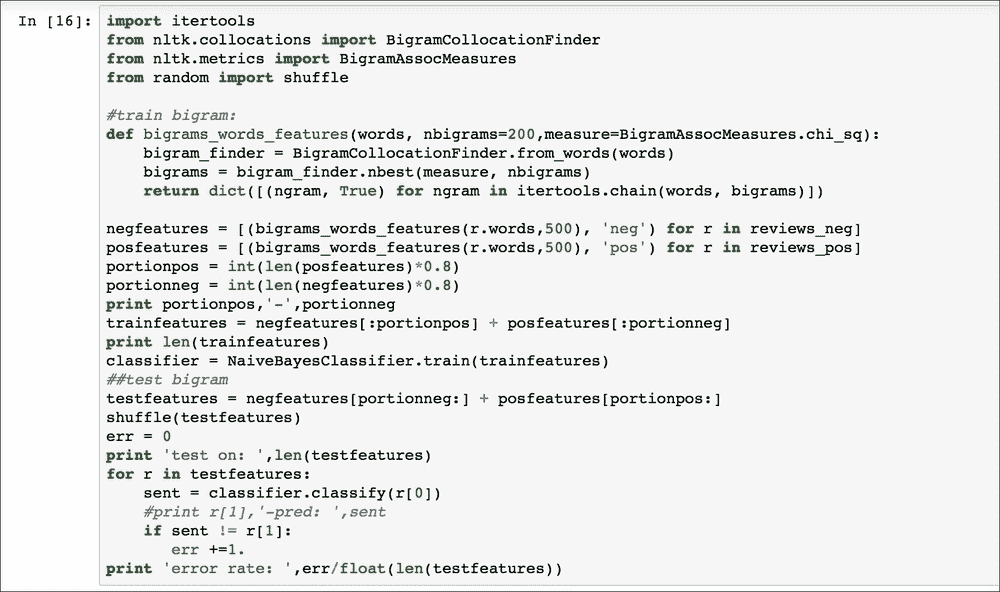 In [16]: import itertools
from nltk.collocations import BigramCollocationFinder
from nltk.metrics import BigramAssocMeasures
from random import shuffle

#train bigram:
def bigrams_words_features(words, nbigrams=200,measure=BigramAssocMeasures.chi_sq):
    bigram_finder = BigramCollocationFinder.from_words(words)
    bigrams = bigram_finder.nbest(measure, nbigrams)
    return dict([(ngram, True) for ngram in itertools.chain(words, bigrams)])

negfeatures = [(bigrams_words_features(r.words,500), 'neg') for r in reviews_neg]
posfeatures = [(bigrams_words_features(r.words,500), 'pos') for r in reviews_pos]
portionpos = int(len(posfeatures)*0.8)
portionneg = int(len(negfeatures)*0.8)
print portionpos,'-',portionneg
trainfeatures = negfeatures[:portionpos] + posfeatures[:portionneg]
print len(trainfeatures)
classifier = NaiveBayesClassifier.train(trainfeatures)
##test bigram
testfeatures = negfeatures[portionneg:] + posfeatures[portionpos:]
shuffle(testfeatures)
err = 0
print 'test on: ',len(testfeatures)
for r in testfeatures:
    sent = classifier.classify(r[0])
    #print r[1],'-pred: ',sent
    if sent != r[1]:
       err +=1.
print 'error rate: ',err/float(len(testfeatures))